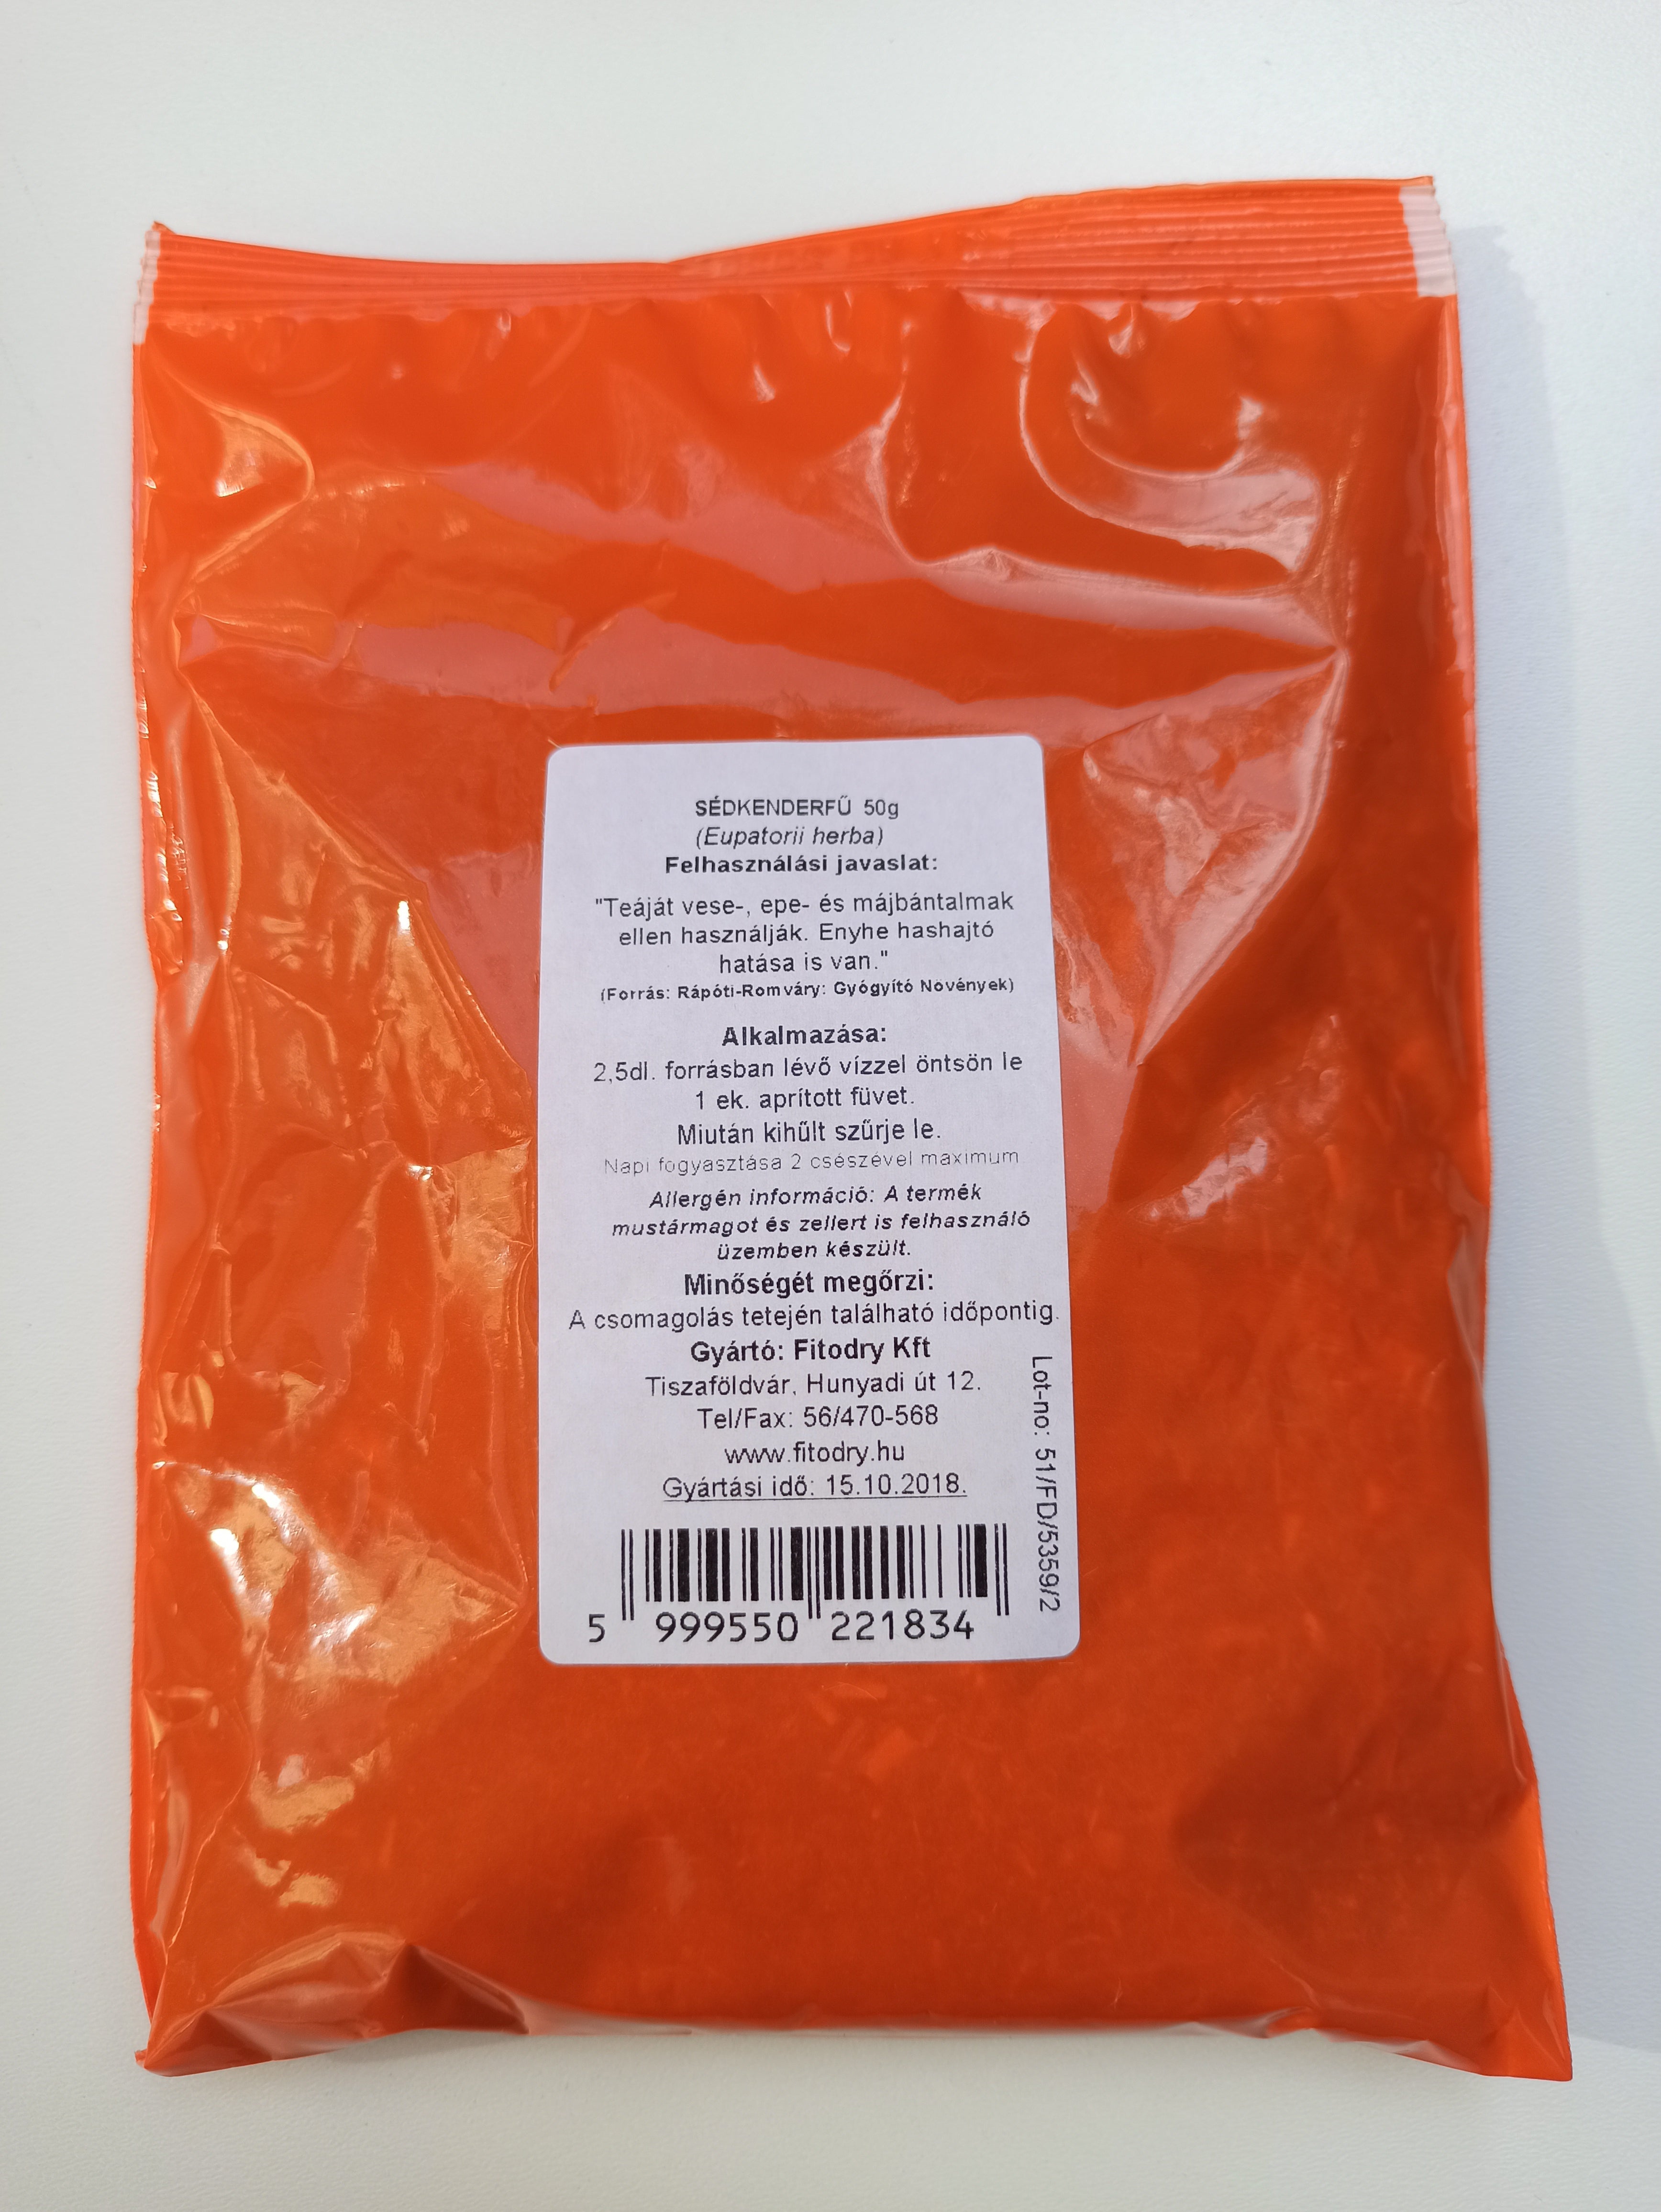 SÉDKENDERFŰ 50g
(Eupatorii herba)
Felhasználási javaslat:
"Teáját vese-, epe- és májbántalmak
ellen használják. Enyhe hashajtó
hatása is van."
(Forrás: Rápóti-Romváry: Gyógyító Növények)
Alkalmazása:
2,5dl. forrásban lévő vízzel öntsön le
1 ek. aprított füvet.
Miután kihűlt szűrje le.
Napi fogyasztása 2 csészével maximum
Allergén információ: A termék
mustármagot és zellert is felhasználó
üzemben készült.
Minőségét megőrzi:
A csomagolás tetején található időpontig.
Gyártó: Fitodry Kft
Tiszaföldvár, Hunyadi út 12.
Tel/Fax: 56/470-568
www.fitodry.hu
Gyártási idő: 15.10.2018.
Lot-no: 51/FD/5359/2
5 999550 221834